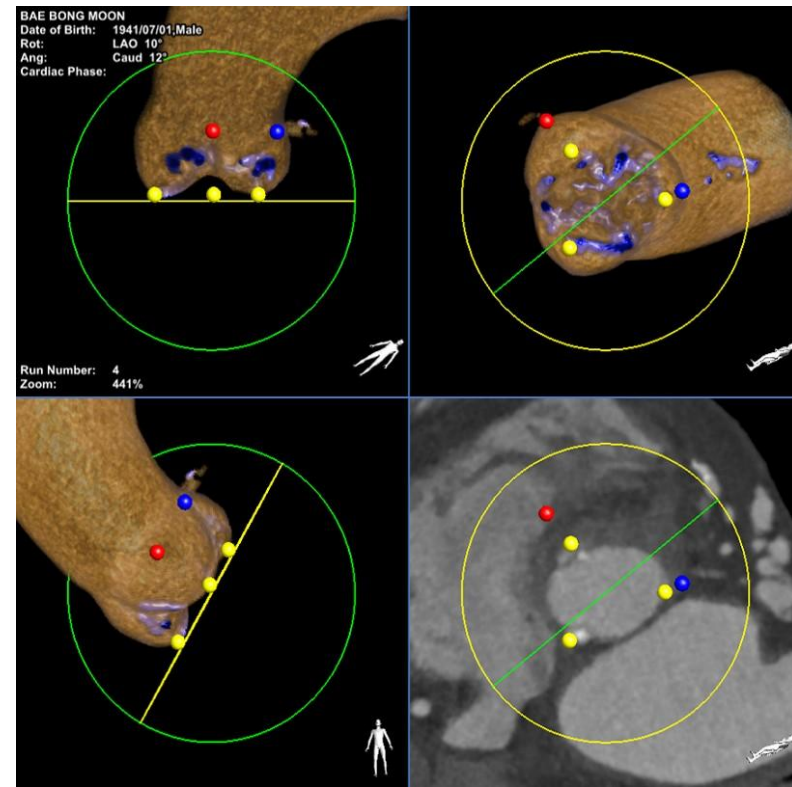 BAE BONG MOON
Date of Birth: 1941/07/01,Male
Rot: LAO 10°
Ang: Caud 12°
Cardiac Phase:
Run Number: 4
Zoom: 441%